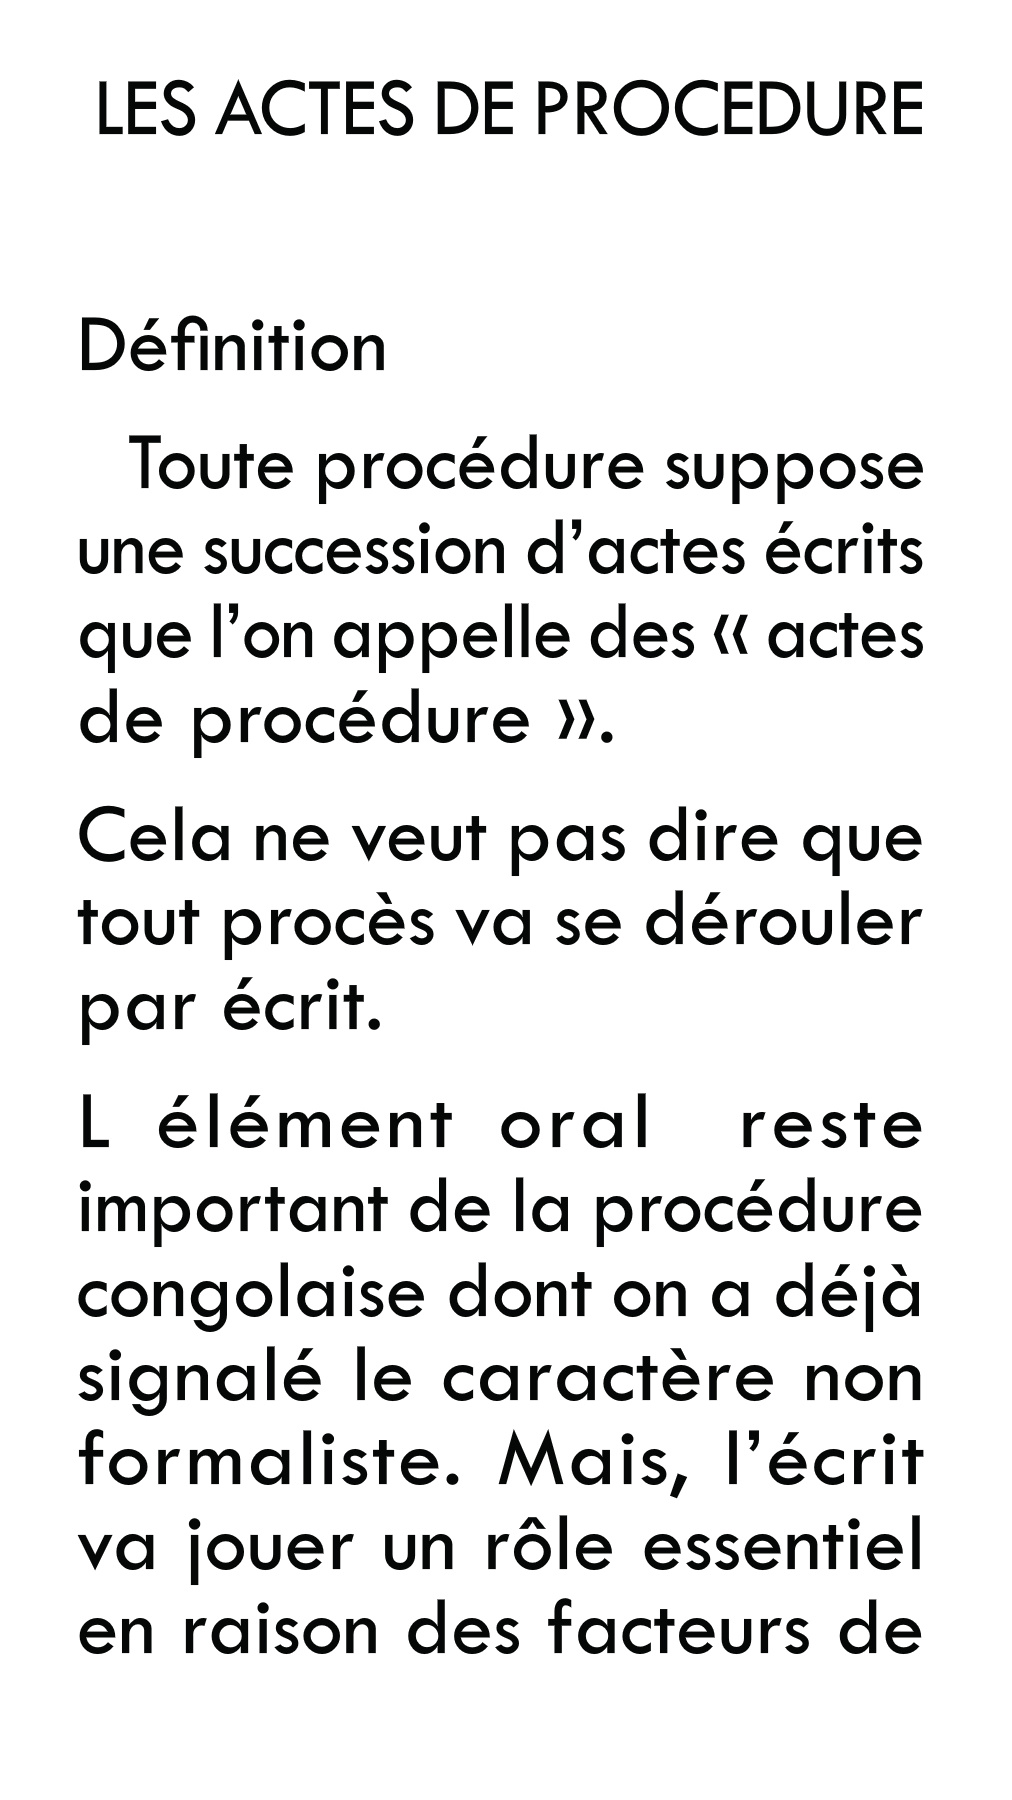 LES ACTES DE PROCEDURE
Définition
Toute procédure suppose
une succession d’actes écrits
que l’on appelle des « actes
de procédure ».
Cela ne veut pas dire que
tout procès va se dérouler
par écrit.
L élément oral reste
important de la procédure
congolaise dont on a déjà
signalé le caractère non
formaliste. Mais, l’écrit
va jouer un rôle essentiel
en raison des facteurs de